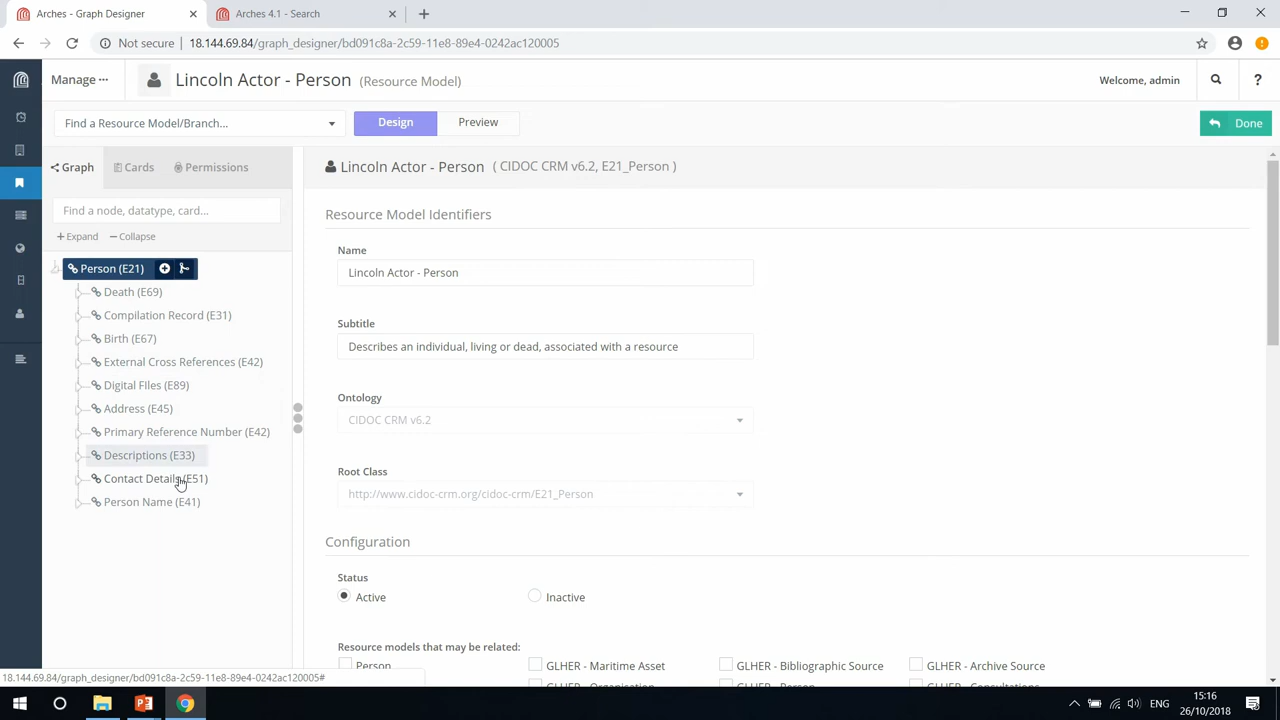 Arches - Graph Designer
Arches 4.1 - Search
Not secure | 18.144.69.84/graph_designer/bd091c8a-2c59-11e8-89e4-0242ac120005
Manage
Lincoln Actor - Person (Resource Model)
Welcome, admin
?
Find a Resource Model/Branch...
Design
Preview
Done
Graph
Cards
Permissions
Lincoln Actor - Person ( CIDOC CRM v6.2, E21_Person )
Find a node, datatype, card...
+ Expand
– Collapse
Person (E21)
Death (E69)
Compilation Record (E31)
Birth (E67)
External Cross References (E42)
Digital Files (E89)
Address (E45)
Primary Reference Number (E42)
Descriptions (E33)
Contact Details (E51)
Person Name (E41)
Resource Model Identifiers
Name
Lincoln Actor - Person
Subtitle
Describes an individual, living or dead, associated with a resource
Ontology
CIDOC CRM v6.2
Root Class
http://www.cidoc-crm.org/cidoc-crm/E21_Person
Configuration
Status
Active
Inactive
Resource models that may be related:
Person
GLHER - Maritime Asset
GLHER - Bibliographic Source
GLHER - Archive Source
GLHER - Organisation
GLHER - Person
GLHER - Consultations
18.144.69.84/graph_designer/bd091c8a-2c59-11e8-89e4-0242ac120005#
ENG
15:16
26/10/2018